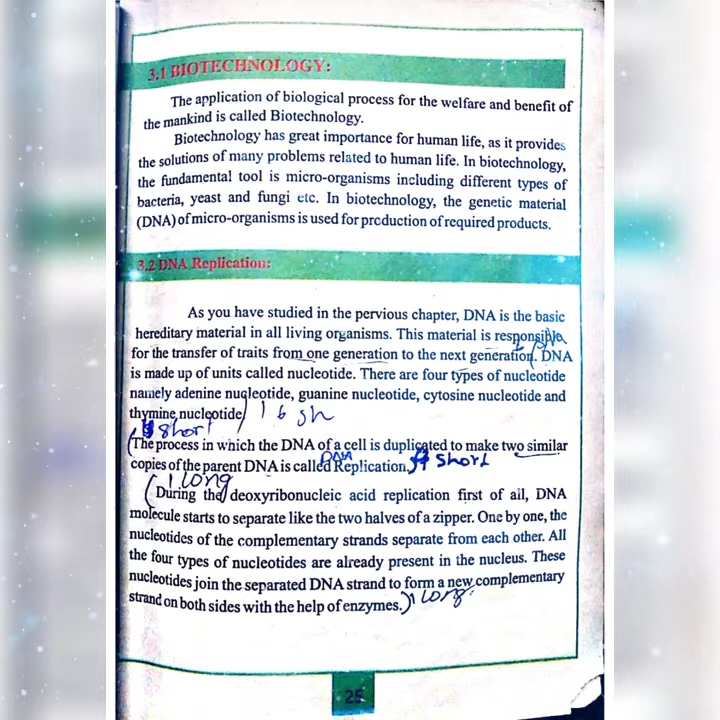 3.1 BIOTECHNOLOGY:
The application of biological process for the welfare and benefit of
the mankind is called Biotechnology.
Biotechnology has great importance for human life, as it provides
the solutions of many problems related to human life. In biotechnology,
the fundamental tool is micro-organisms including different types of
bacteria, yeast and fungi etc. In biotechnology, the genetic material
(DNA) of micro-organisms is used for production of required products.
3.2 DNA Replication:
As you have studied in the pervious chapter, DNA is the basic
hereditary material in all living organisms. This material is responsible
for the transfer of traits from one generation to the next generation. DNA
is made up of units called nucleotide. There are four types of nucleotide
namely adenine nucleotide, guanine nucleotide, cytosine nucleotide and
thymine nucleotide
short
(The process in which the DNA of a cell is duplicated to make two similar
DNA
copies of the parent DNA is called Replication. short
1 long
(During the deoxyribonucleic acid replication first of all, DNA
molecule starts to separate like the two halves of a zipper. One by one, the
nucleotides of the complementary strands separate from each other. All
the four types of nucleotides are already present in the nucleus. These
nucleotides join the separated DNA strand to form a new complementary
strand on both sides with the help of enzymes.) 1 long
25